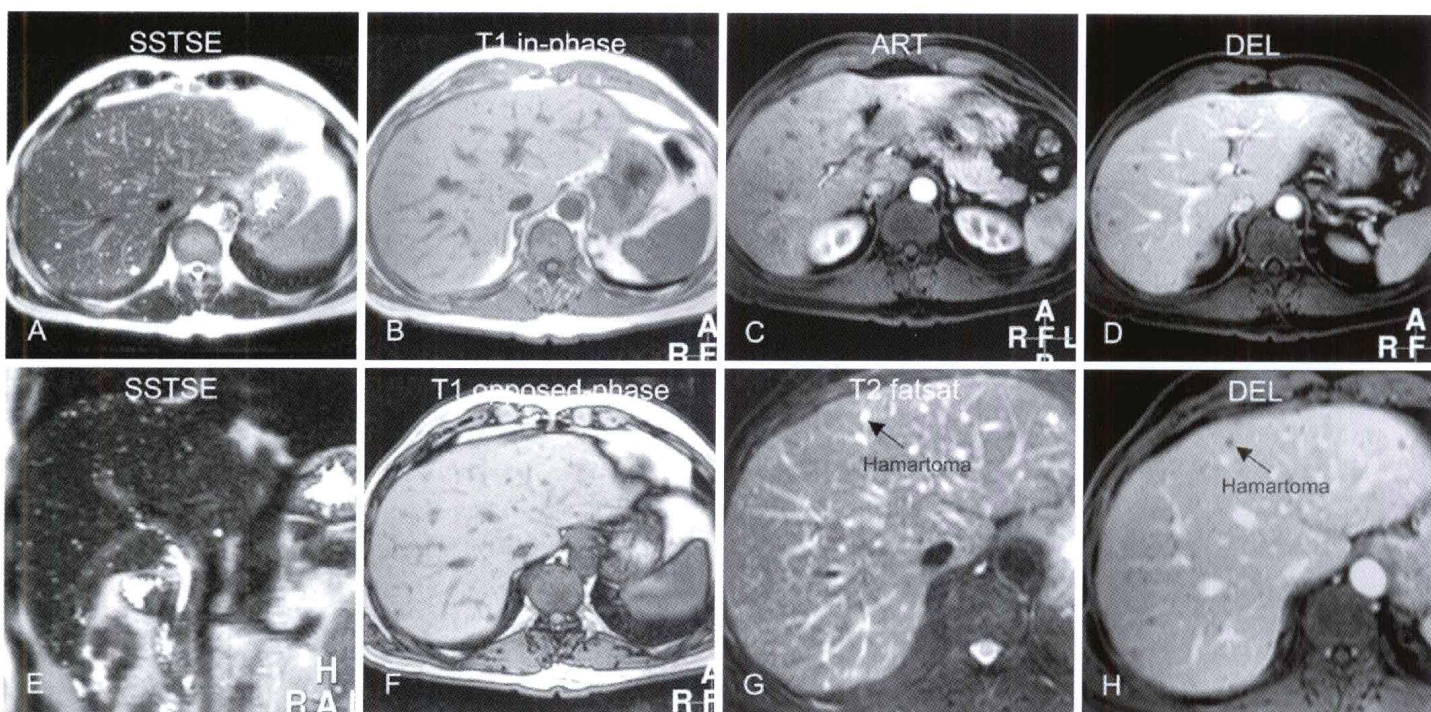 SSTSE
A
T1 in-phase
B
A
R F
ART
C
A
R F L
DEL
D
A
R F
SSTSE
E
H
R A
T1 opposed-phase
F
R F
T2 fatsat
Hamartoma
G
DEL
Hamartoma
H